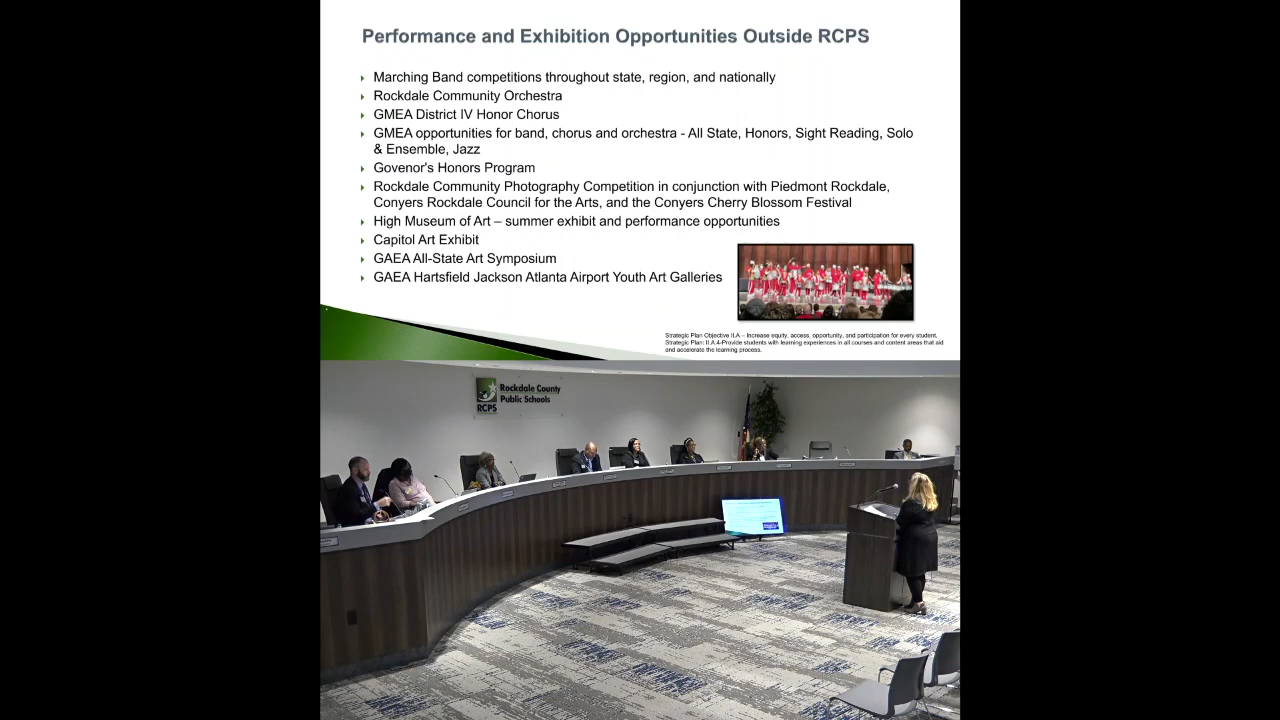 Performance and Exhibition Opportunities Outside RCPS
Marching Band competitions throughout state, region, and nationally
Rockdale Community Orchestra
GMEA District IV Honor Chorus
GMEA opportunities for band, chorus and orchestra - All State, Honors, Sight Reading, Solo
& Ensemble, Jazz
Govenor's Honors Program
Rockdale Community Photography Competition in conjunction with Piedmont Rockdale,
Conyers Rockdale Council for the Arts, and the Conyers Cherry Blossom Festival
High Museum of Art – summer exhibit and performance opportunities
Capitol Art Exhibit
GAEA All-State Art Symposium
GAEA Hartsfield Jackson Atlanta Airport Youth Art Galleries
Strategic Plan Objective II.A – Increase equity, access, opportunity, and participation for every student.
Strategic Plan: II.A.4-Provide students with learning experiences in all courses and content areas that aid
and accelerate the learning process.
Rockdale County
Public Schools
RCPS